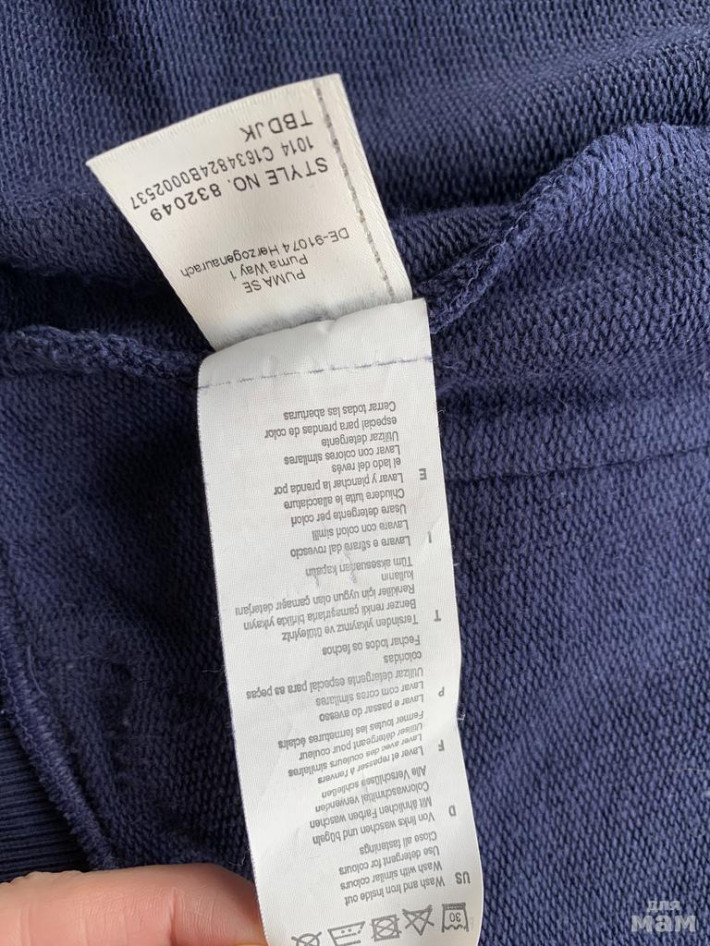 PUMA SE
Puma Way 1
DE-91074 Herzogenaurach
STYLE NO. 832049
1014 C1634824B0002537
TBDJK
30
US Wash and Iron Inside out
Wash with similar colours
Use detergent for colours
Close all fastenings
D Von links waschen und bügeln
Mit ähnlichen Farben waschen
Colorwaschmittel verwenden
Alle Verschlüsse schließen
F Laver et repasser à l'envers
Laver avec des couleurs similaires
Utiliser détergeant pour couleur
Fermer toutes les fermetures éclairs
P Lavar e passar do avesso
Lavar com cores similares
Utilizar detergente especial para as peças
coloridas
Fechar todos os fechos
T Tersinden yıkayınız ve ütüleyiniz
Benzer renkli çamaşırlarla birlikte yıkayın
Renkliler için uygun olan çamaşır deterjanı
kullanın
Tüm aksesuarları kapatın
I Lavare e stirare dal rovescio
Lavare con colori simili
Usare detergente per colori
Chiudere tutte le allacciature
E Lavar y planchar la prenda por
el lado del revés
Lavar con colores similares
Utilizar detergente
especial para prendas de color
Cerrar todas las aberturas
для
мам